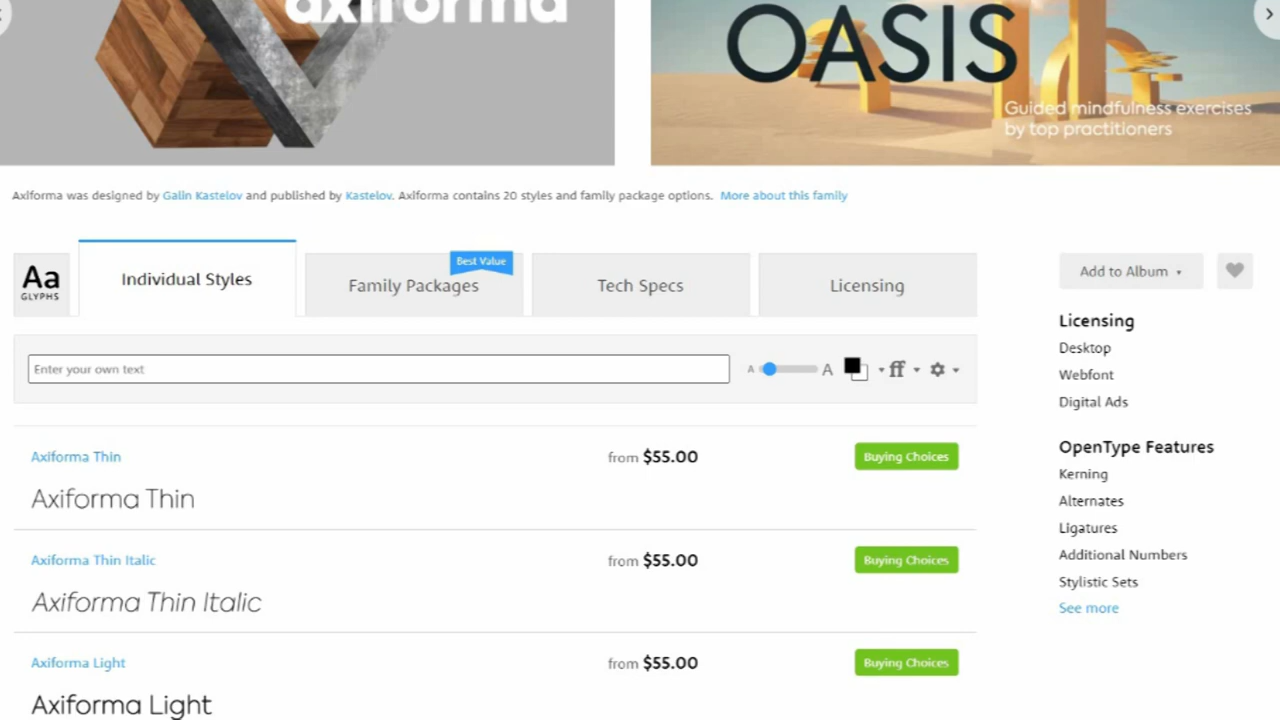 axiforma
OASIS
Guided mindfulness exercises
by top practitioners
Axiforma was designed by Galin Kastelov and published by Kastelov. Axiforma contains 20 styles and family package options. More about this family
Aa
GLYPHS
Individual Styles
Family Packages
Best Value
Tech Specs
Licensing
Enter your own text
A A ff
Axiforma Thin from $55.00 Buying Choices
Axiforma Thin
Axiforma Thin Italic from $55.00 Buying Choices
Axiforma Thin Italic
Axiforma Light from $55.00 Buying Choices
Axiforma Light
Add to Album
Licensing
Desktop
Webfont
Digital Ads
OpenType Features
Kerning
Alternates
Ligatures
Additional Numbers
Stylistic Sets
See more